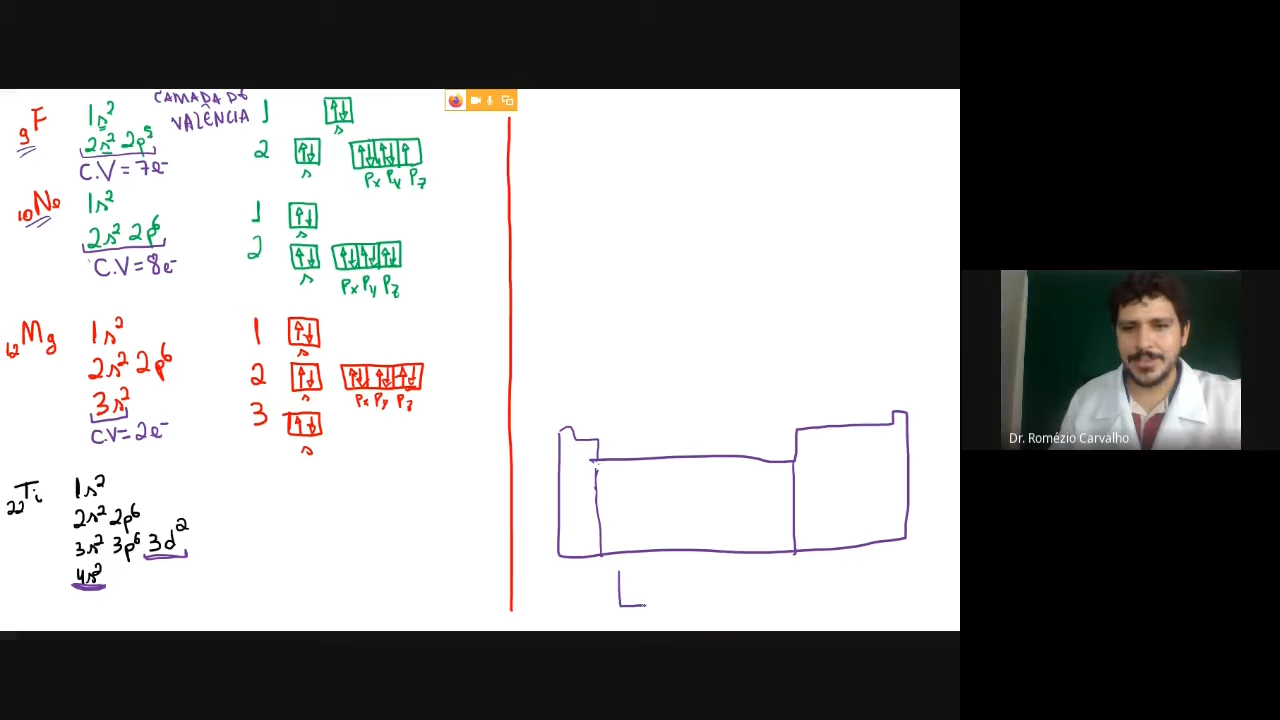 CAMADA DE
VALÊNCIA
9F 1s² 1 s
2s² 2p⁵ 2 s Px Py Pz
C.V = 7e-
10Ne 1s² 1 s
2s² 2p⁶ 2 s Px Py Pz
C.V = 8e-
12Mg 1s² 1 s
2s² 2p⁶ 2 s Px Py Pz
3s² 3 s
C.V = 2e-
22Ti 1s²
2s² 2p⁶
3s² 3p⁶ 3d²
4s²
Dr. Romézio Carvalho